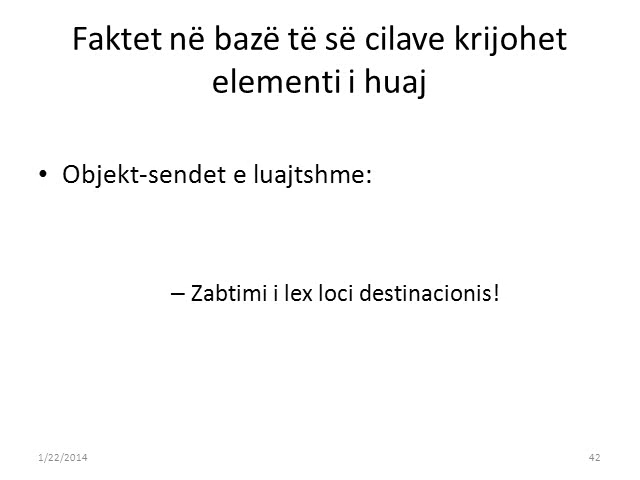 Faktet në bazë të së cilave krijohet
elementi i huaj
• Objekt-sendet e luajtshme:
– Zabtimi i lex loci destinacionis!
1/22/2014
42